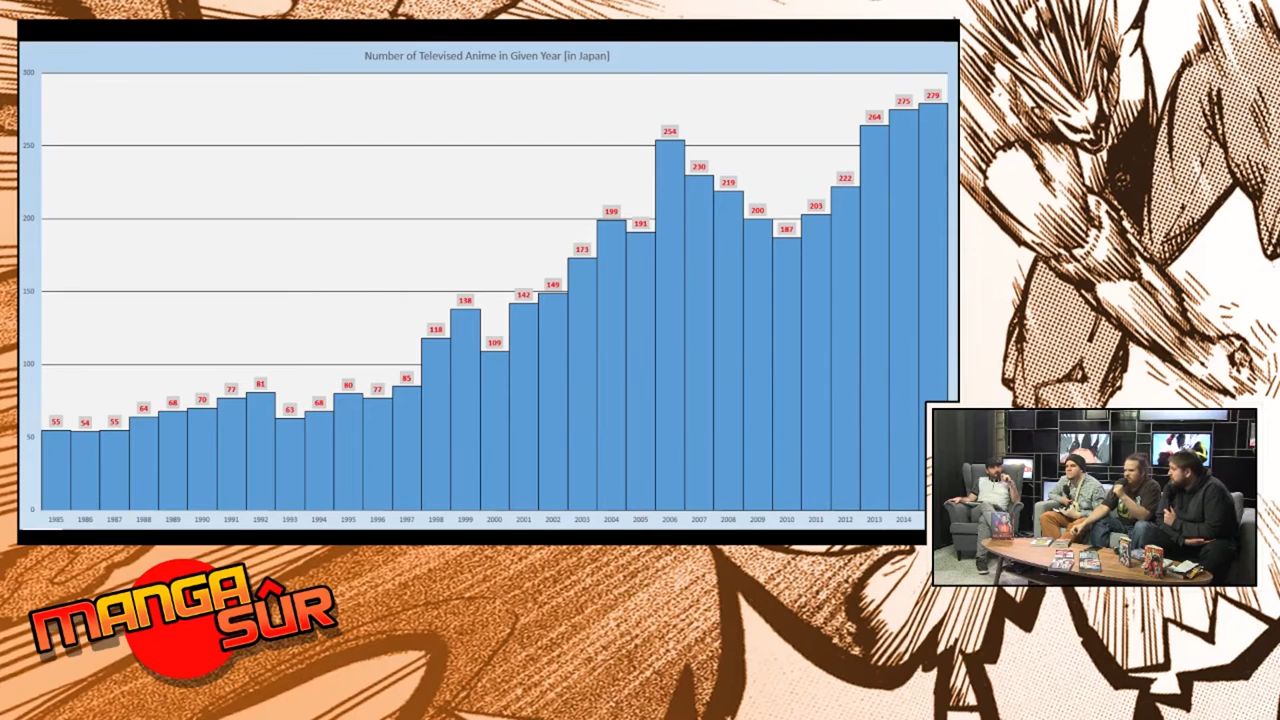 Number of Televised Anime in Given Year [in Japan]
300
250
200
150
100
50
0
55 54 55 64 68 70 77 81 63 68 80 77 85 118 138 109 142 149 173 199 191 254 230 219 200 187 203 222 264 275 279
1985 1986 1987 1988 1989 1990 1991 1992 1993 1994 1995 1996 1997 1998 1999 2000 2001 2002 2003 2004 2005 2006 2007 2008 2009 2010 2011 2012 2013 2014
MANGA
SÛR